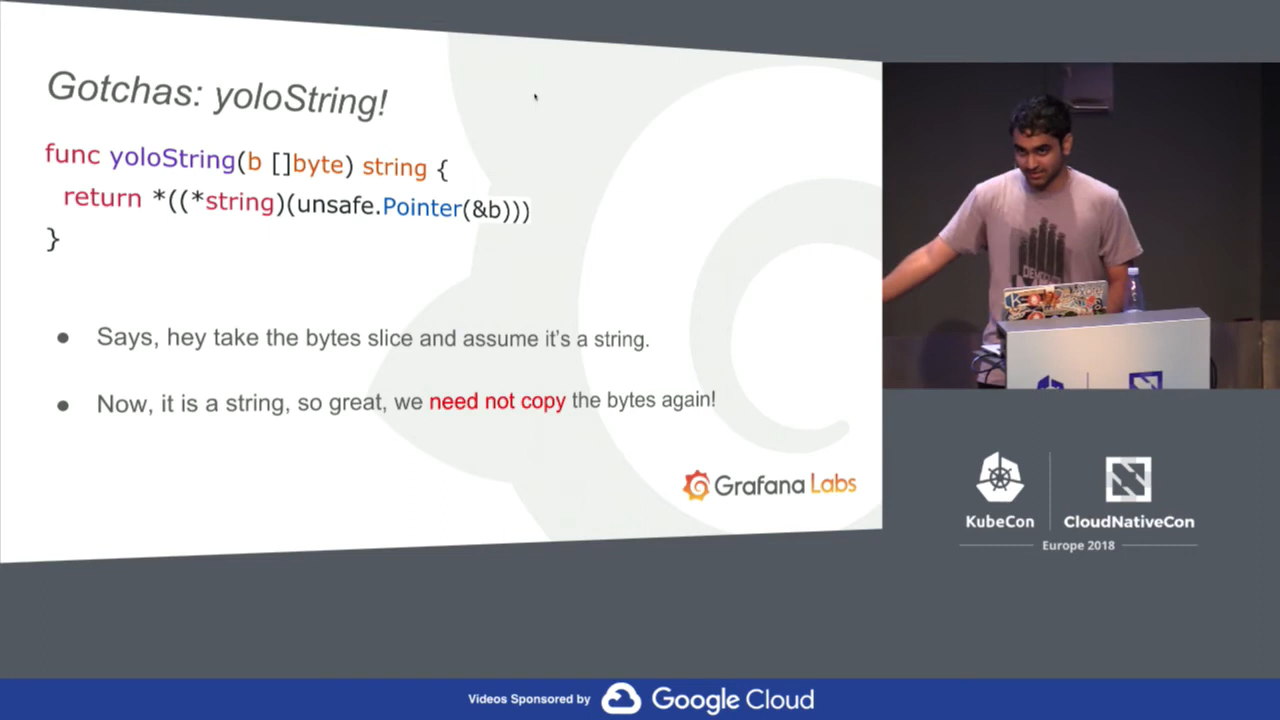 Gotchas: yoloString!
func yoloString(b []byte) string {
return *((*string)(unsafe.Pointer(&b)))
}
● Says, hey take the bytes slice and assume it's a string.
● Now, it is a string, so great, we need not copy the bytes again!
Grafana Labs
KubeCon
CloudNativeCon
Europe 2018
Videos Sponsored by Google Cloud